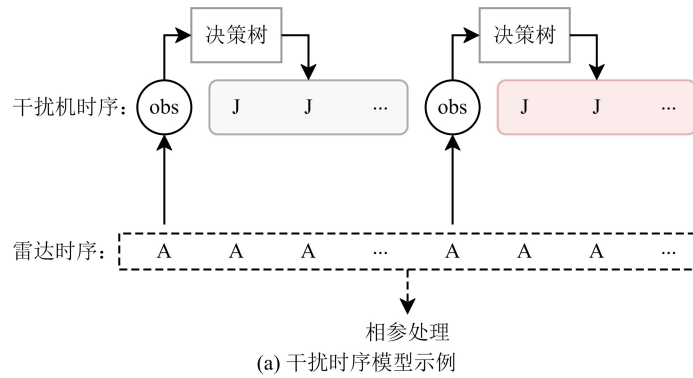 决策树 决策树
干扰机时序： obs J J ... obs J J ...
雷达时序： A A A ... A A A ...
相参处理
(a) 干扰时序模型示例